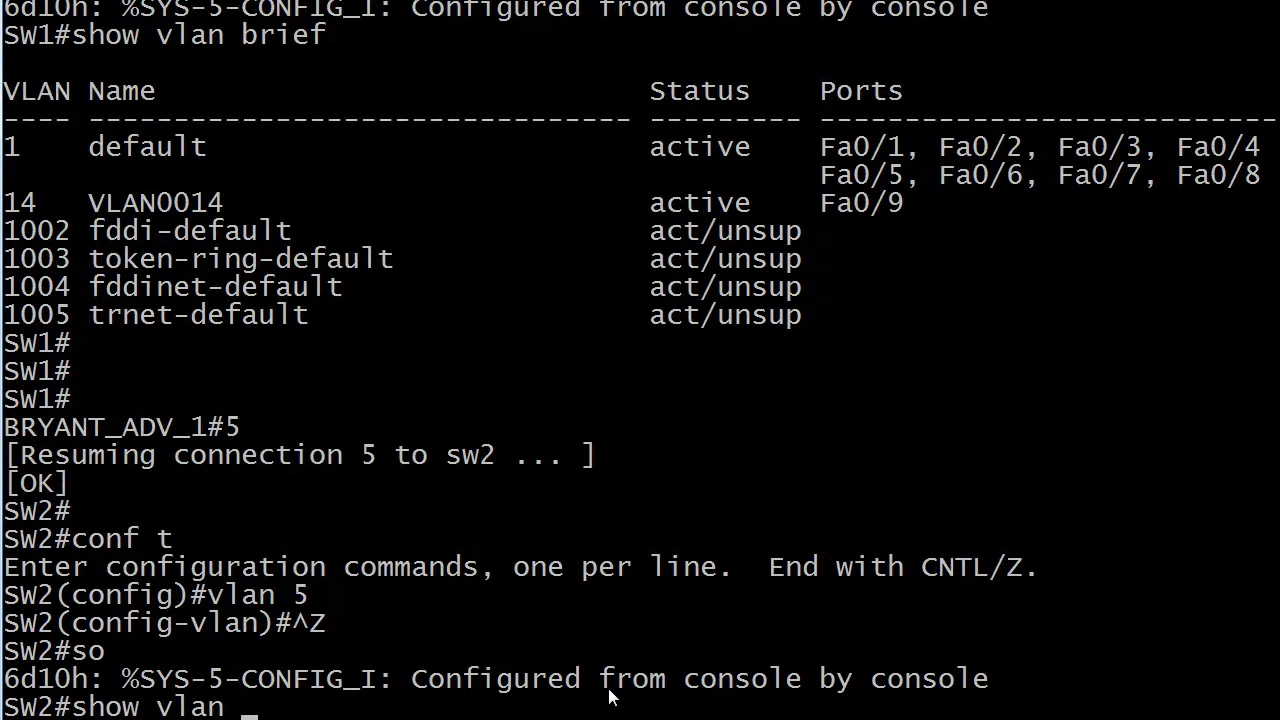 6d10h: %SYS-5-CONFIG_I: Configured from console by console
SW1#show vlan brief
VLAN Name                             Status    Ports
---- -------------------------------- --------- ---------------------------
1    default                          active    Fa0/1, Fa0/2, Fa0/3, Fa0/4
                                                Fa0/5, Fa0/6, Fa0/7, Fa0/8
14   VLAN0014                         active    Fa0/9
1002 fddi-default                     act/unsup
1003 token-ring-default               act/unsup
1004 fddinet-default                  act/unsup
1005 trnet-default                    act/unsup
SW1#
SW1#
SW1#
BRYANT_ADV_1#5
[Resuming connection 5 to sw2 ... ]
[OK]
SW2#
SW2#conf t
Enter configuration commands, one per line.  End with CNTL/Z.
SW2(config)#vlan 5
SW2(config-vlan)#^Z
SW2#so
6d10h: %SYS-5-CONFIG_I: Configured from console by console
SW2#show vlan _